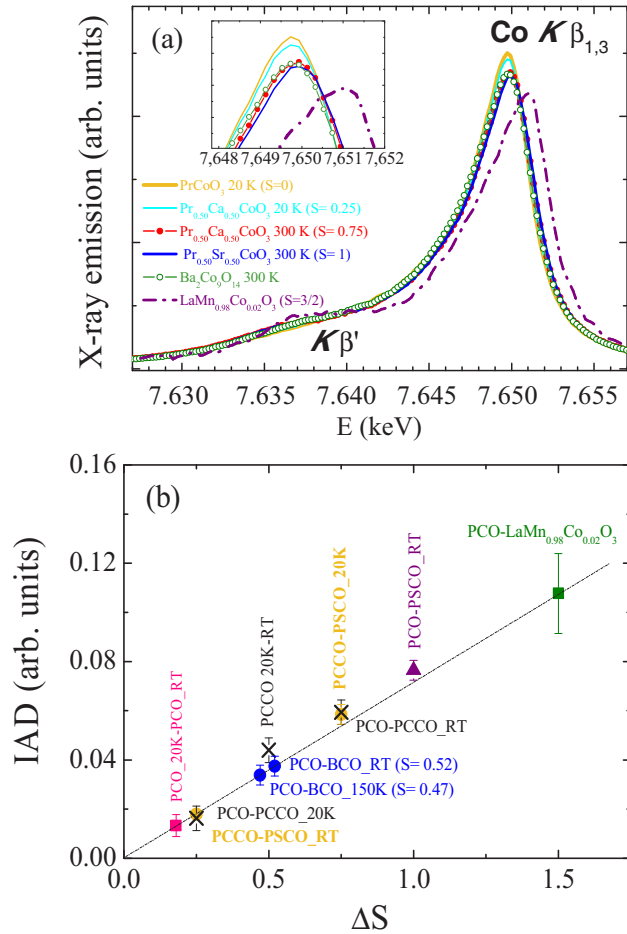 (a)
Co Kβ1,3
7,648 7,649 7,650 7,651 7,652
PrCoO3 20 K (S=0)
Pr0.50Ca0.50CoO3 20 K (S= 0.25)
Pr0.50Ca0.50CoO3 300 K (S= 0.75)
Pr0.50Sr0.50CoO3 300 K (S= 1)
Ba2Co9O14 300 K
LaMn0.98Co0.02O3 (S=3/2)
Kβ'
X-ray emission (arb. units)
7.630 7.635 7.640 7.645 7.650 7.655
E (keV)
(b)
0.16
0.12
0.08
0.04
0.00
IAD (arb. units)
PCO_20K-PCO_RT
PCCO 20K-RT
PCCO-PSCO_20K
PCO-PSCO_RT
PCO-LaMn0.98Co0.02O3
PCO-PCCO_RT
PCO-BCO_RT (S= 0.52)
PCO-BCO_150K (S= 0.47)
PCO-PCCO_20K
PCCO-PSCO_RT
0.0 0.5 1.0 1.5
ΔS